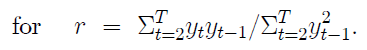 for r = Σ_{t=2}^{T} y_t y_{t-1} / Σ_{t=2}^{T} y_{t-1}^{2}.